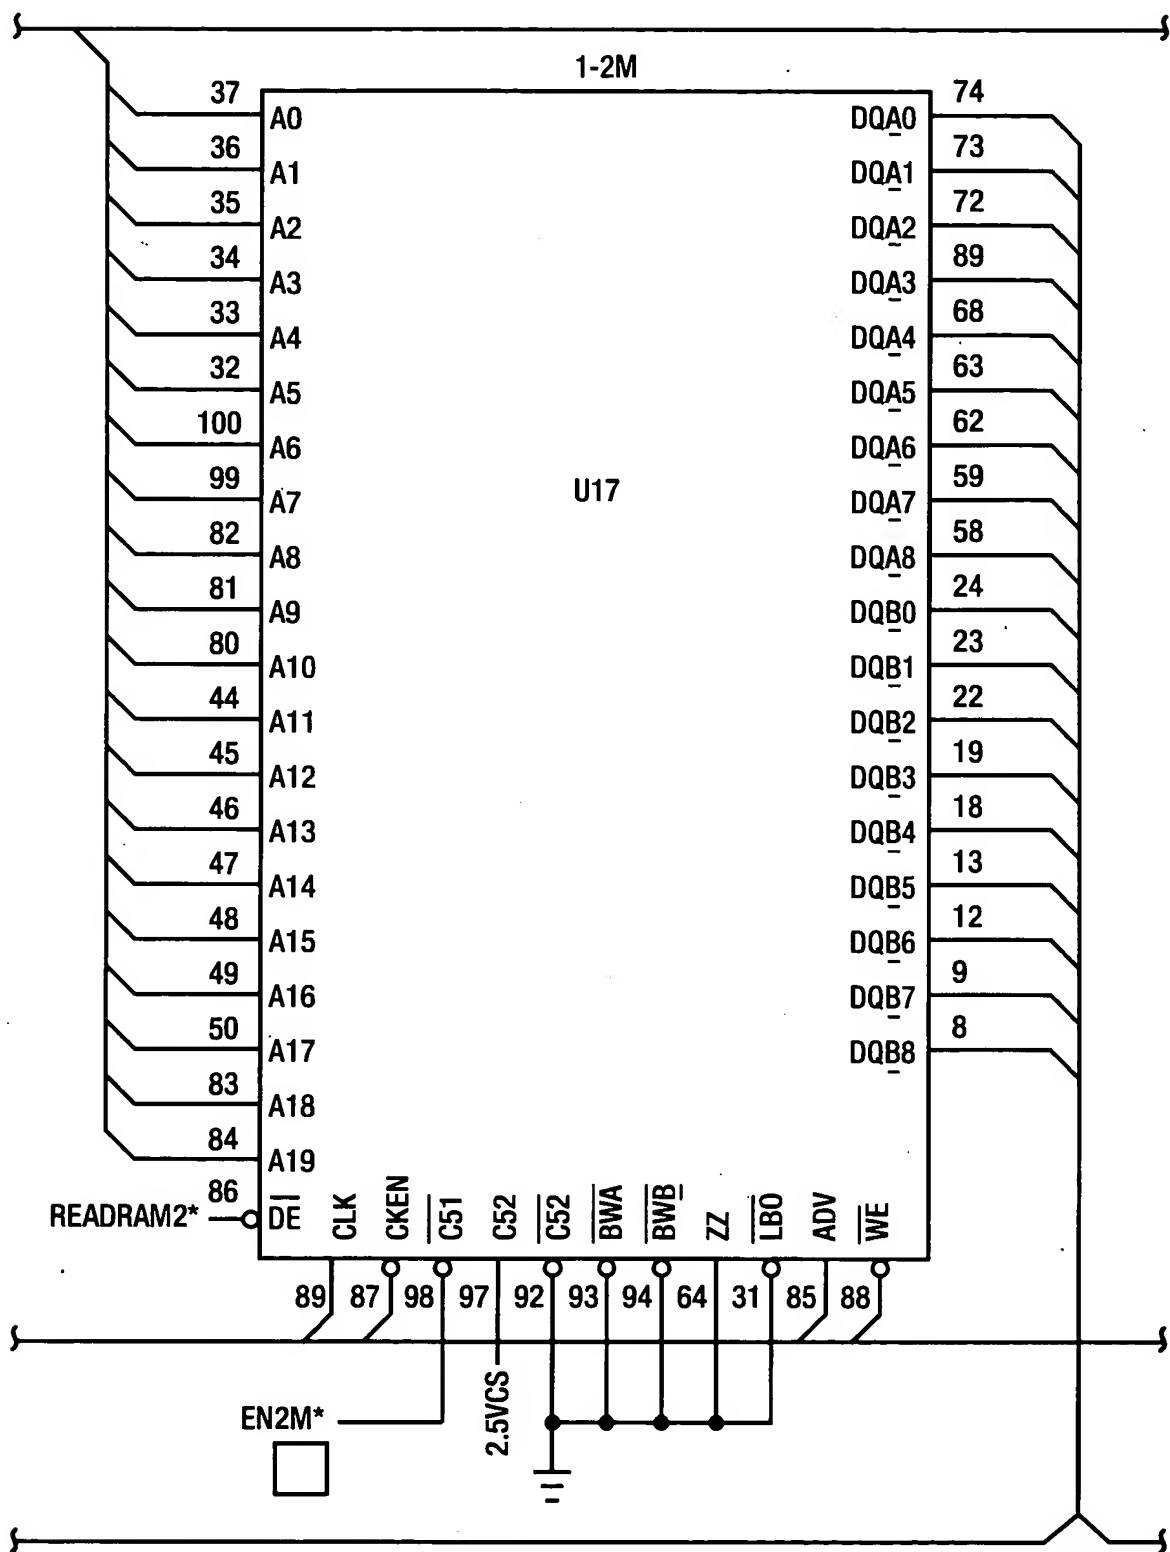 1-2M
37 A0 DQA0 74
36 A1 DQA1 73
35 A2 DQA2 72
34 A3 DQA3 89
33 A4 DQA4 68
32 A5 DQA5 63
100 A6 DQA6 62
99 A7 DQA7 59
U17
82 A8 DQA8 58
81 A9 DQB0 24
80 A10 DQB1 23
44 A11 DQB2 22
45 A12 DQB3 19
46 A13 DQB4 18
47 A14 DQB5 13
48 A15 DQB6 12
49 A16 DQB7 9
50 A17 DQB8 8
83 A18
84 A19
READRAM2* 86 DE CLK CKEN C51 C52 C52 BWA BWB ZZ LBO ADV WE
89 87 98 97 92 93 94 64 31 85 88
EN2M* 2.5VCS